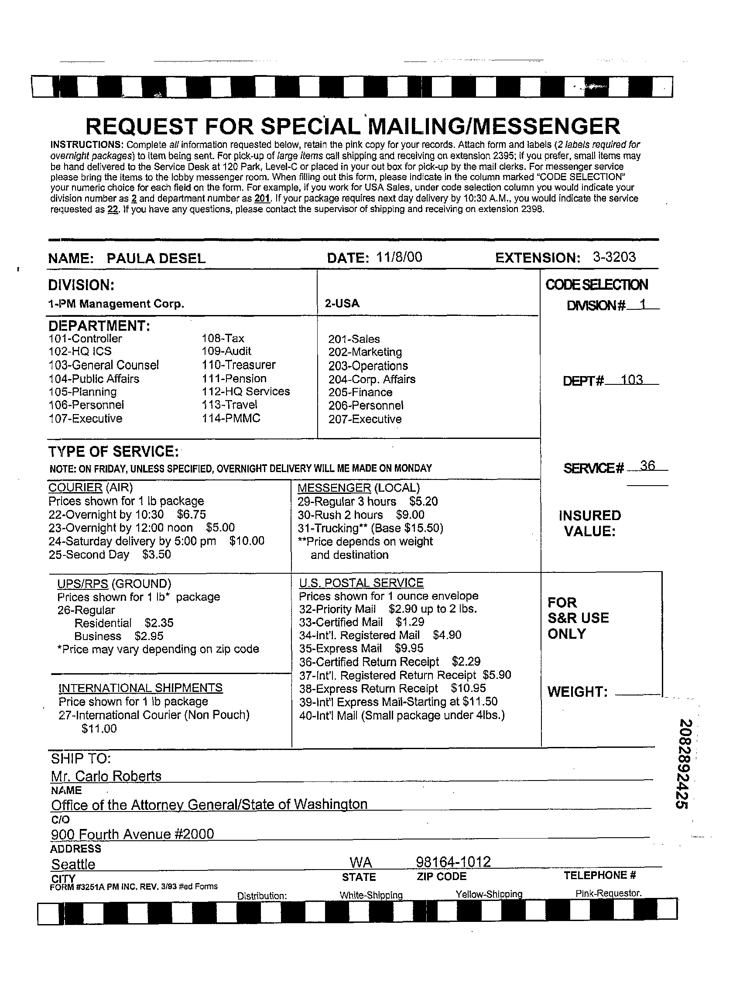 REQUEST FOR SPECIAL MAILING/MESSENGER
INSTRUCTIONS: Complete all information requested below, retain the pink copy for your records. Attach form and labels (2 labels required for
overnight packages) to item being sent. For pick-up of large items call shipping and receiving on extension 2395; if you prefer, small items may
be hand delivered to the Service Desk at 120 Park, Level-C or placed in your out box for pick-up by the mail clerks. For messenger service
please bring the items to the lobby messenger room. When filling out this form, please indicate in the column marked "CODE SELECTION"
your numeric choice for each field on the form. For example, if you work for USA Sales, under code selection column you would indicate your
division number as 2 and department number as 201. If your package requires next day delivery by 10:30 A.M., you would indicate the service
requested as 22. If you have any questions, please contact the supervisor of shipping and receiving on extension 2398.
NAME: PAULA DESEL DATE: 11/8/00 EXTENSION: 3-3203
DIVISION: CODE SELECTION
1-PM Management Corp. 2-USA DIVISION# 1
DEPARTMENT:
101-Controller 108-Tax 201-Sales
102-HQ ICS 109-Audit 202-Marketing
103-General Counsel 110-Treasurer 203-Operations
104-Public Affairs 111-Pension 204-Corp. Affairs DEPT# 103
105-Planning 112-HQ Services 205-Finance
106-Personnel 113-Travel 206-Personnel
107-Executive 114-PMMC 207-Executive
TYPE OF SERVICE:
NOTE: ON FRIDAY, UNLESS SPECIFIED, OVERNIGHT DELIVERY WILL ME MADE ON MONDAY SERVICE# 36
COURIER (AIR)
Prices shown for 1 lb package
22-Overnight by 10:30 $6.75
23-Overnight by 12:00 noon $5.00
24-Saturday delivery by 5:00 pm $10.00
25-Second Day $3.50
MESSENGER (LOCAL)
29-Regular 3 hours $5.20
30-Rush 2 hours $9.00
31-Trucking** (Base $15.50)
**Price depends on weight
and destination
INSURED
VALUE:
UPS/RPS (GROUND)
Prices shown for 1 lb* package
26-Regular
Residential $2.35
Business $2.95
*Price may vary depending on zip code
INTERNATIONAL SHIPMENTS
Price shown for 1 lb package
27-International Courier (Non Pouch)
$11.00
U.S. POSTAL SERVICE
Prices shown for 1 ounce envelope
32-Priority Mail $2.90 up to 2 lbs.
33-Certified Mail $1.29
34-Int'l. Registered Mail $4.90
35-Express Mail $9.95
36-Certified Return Receipt $2.29
37-Int'l. Registered Return Receipt $5.90
38-Express Return Receipt $10.95
39-Int'l Express Mail-Starting at $11.50
40-Int'l Mail (Small package under 4lbs.)
FOR
S&R USE
ONLY
WEIGHT:
2082892425
SHIP TO:
Mr. Carlo Roberts
NAME
Office of the Attorney General/State of Washington
C/O
900 Fourth Avenue #2000
ADDRESS
Seattle WA 98164-1012
CITY STATE ZIP CODE TELEPHONE #
FORM #3251A PM INC. REV. 3/93 #ed Forms
Distribution: White-Shipping Yellow-Shipping Pink-Requestor.